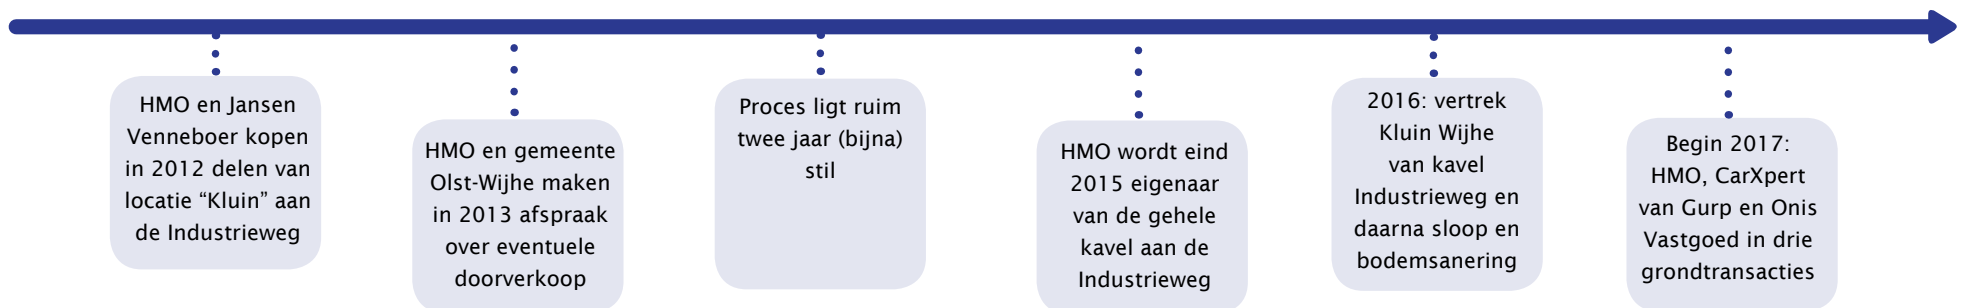 HMO en Jansen
Venneboer kopen
in 2012 delen van
locatie “Kluin” aan
de Industrieweg
HMO en gemeente
Olst-Wijhe maken
in 2013 afspraak
over eventuele
doorverkoop
Proces ligt ruim
twee jaar (bijna)
stil
HMO wordt eind
2015 eigenaar
van de gehele
kavel aan de
Industrieweg
2016: vertrek
Kluin Wijhe
van kavel
Industrieweg en
daarna sloop en
bodemsanering
Begin 2017:
HMO, CarXpert
van Gurp en Onis
Vastgoed in drie
grondtransacties